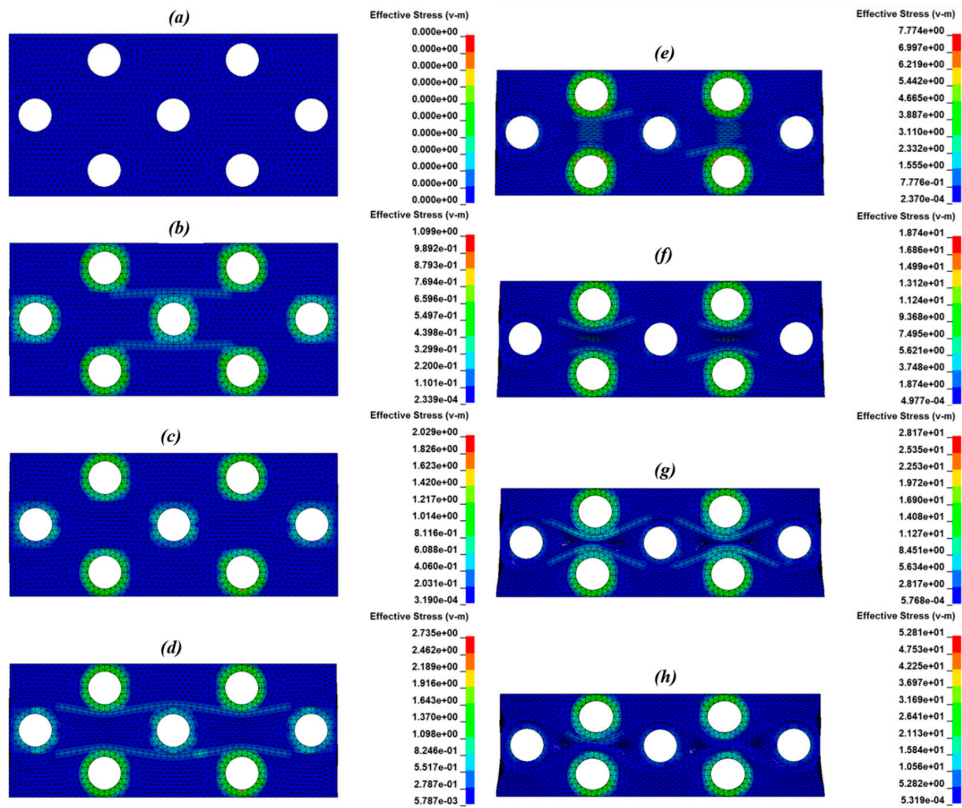 (a)
Effective Stress (v-m)
0.000e+00
0.000e+00
0.000e+00
0.000e+00
0.000e+00
0.000e+00
0.000e+00
0.000e+00
0.000e+00
0.000e+00
0.000e+00
(b)
Effective Stress (v-m)
1.099e+00
9.892e-01
8.793e-01
7.694e-01
6.596e-01
5.497e-01
4.398e-01
3.299e-01
2.200e-01
1.101e-01
2.339e-04
(c)
Effective Stress (v-m)
2.029e+00
1.826e+00
1.623e+00
1.420e+00
1.217e+00
1.014e+00
8.116e-01
6.088e-01
4.060e-01
2.031e-01
3.190e-04
(d)
Effective Stress (v-m)
2.735e+00
2.462e+00
2.189e+00
1.916e+00
1.643e+00
1.370e+00
1.098e+00
8.246e-01
5.517e-01
2.787e-01
5.787e-03
(e)
Effective Stress (v-m)
7.774e+00
6.997e+00
6.219e+00
5.442e+00
4.665e+00
3.887e+00
3.110e+00
2.332e+00
1.555e+00
7.776e-01
2.370e-04
(f)
Effective Stress (v-m)
1.874e+01
1.686e+01
1.499e+01
1.312e+01
1.124e+01
9.368e+00
7.495e+00
5.621e+00
3.748e+00
1.874e+00
4.977e-04
(g)
Effective Stress (v-m)
2.817e+01
2.535e+01
2.253e+01
1.972e+01
1.690e+01
1.408e+01
1.127e+01
8.451e+00
5.634e+00
2.817e+00
5.768e-04
(h)
Effective Stress (v-m)
5.281e+01
4.753e+01
4.225e+01
3.697e+01
3.169e+01
2.641e+01
2.113e+01
1.584e+01
1.056e+01
5.282e+00
5.319e-04